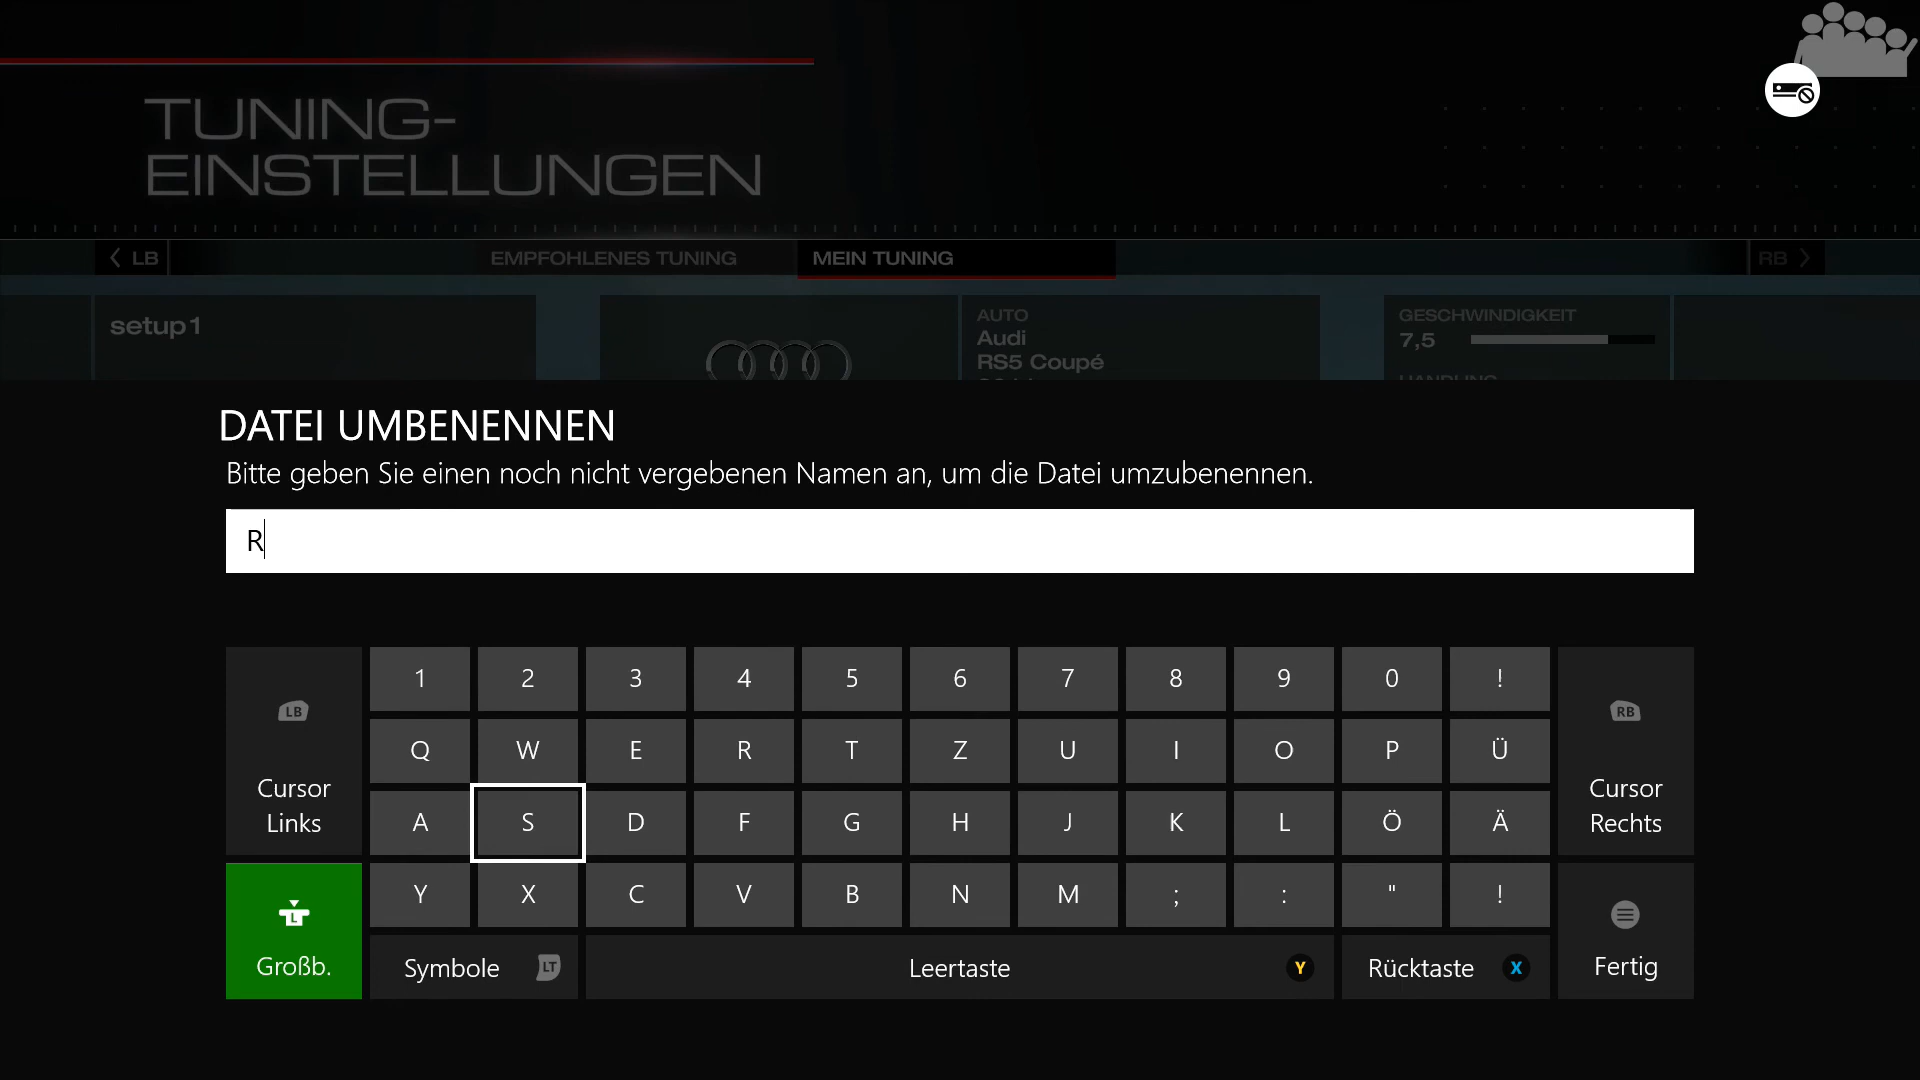 TUNING-
EINSTELLUNGEN
LB
EMPFOHLENES TUNING
MEIN TUNING
RB
setup1
AUTO
Audi
RS5 Coupé
GESCHWINDIGKEIT
7,5
DATEI UMBENENNEN
Bitte geben Sie einen noch nicht vergebenen Namen an, um die Datei umzubenennen.
R
LB
Cursor
Links
1 2 3 4 5 6 7 8 9 0 !
Q W E R T Z U I O P Ü
A S D F G H J K L Ö Ä
Y X C V B N M ; : " !
RB
Cursor
Rechts
L
Großb.
Symbole LT
Leertaste Y
Rücktaste X
Fertig